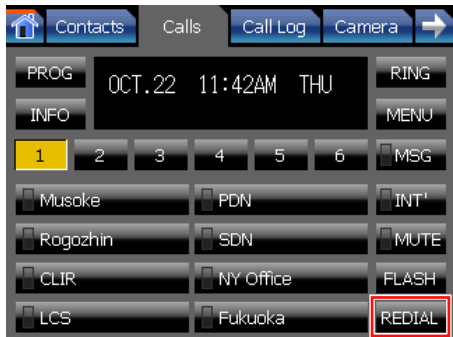 Contacts Calls Call Log Camera
PROG OCT.22 11:42AM THU RING
INFO MENU
1 2 3 4 5 6 MSG
Musoke PDN INT'
Rogozhin SDN MUTE
CLIR NY Office FLASH
LCS Fukuoka REDIAL